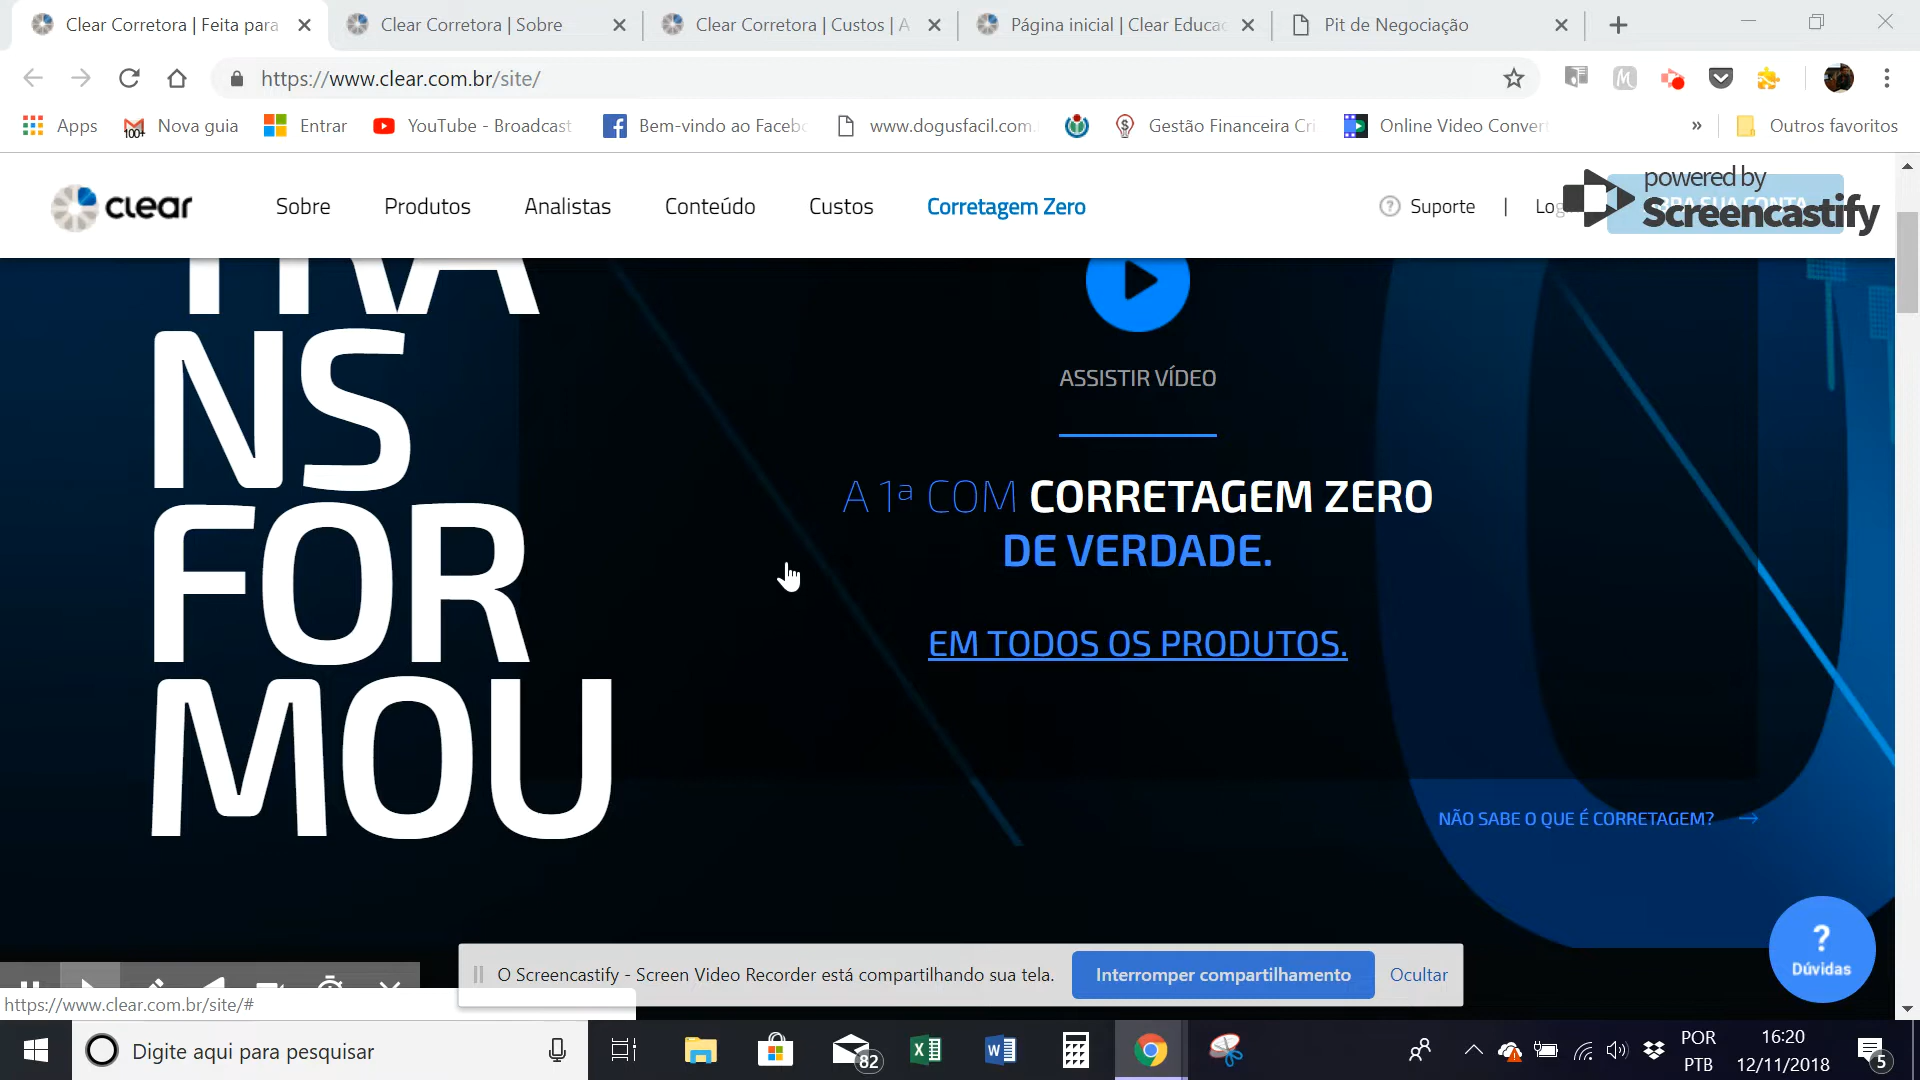 Clear Corretora | Feita para
Clear Corretora | Sobre
Clear Corretora | Custos | A
Página inicial | Clear Educac
Pit de Negociação
https://www.clear.com.br/site/
Apps
100+
Nova guia
Entrar
YouTube - Broadcast
Bem-vindo ao Facebo
www.dogusfacil.com.
Gestão Financeira Cri
Online Video Convert
»
Outros favoritos
clear
Sobre
Produtos
Analistas
Conteúdo
Custos
Corretagem Zero
? Suporte
|
powered by
Screencastify
TRA
NS
FOR
MOU
ASSISTIR VÍDEO
A 1ª COM CORRETAGEM ZERO
DE VERDADE.
EM TODOS OS PRODUTOS.
NÃO SABE O QUE É CORRETAGEM?
?
Dúvidas
O Screencastify - Screen Video Recorder está compartilhando sua tela.
Interromper compartilhamento
Ocultar
https://www.clear.com.br/site/#
Digite aqui para pesquisar
82
POR
PTB
16:20
12/11/2018
5